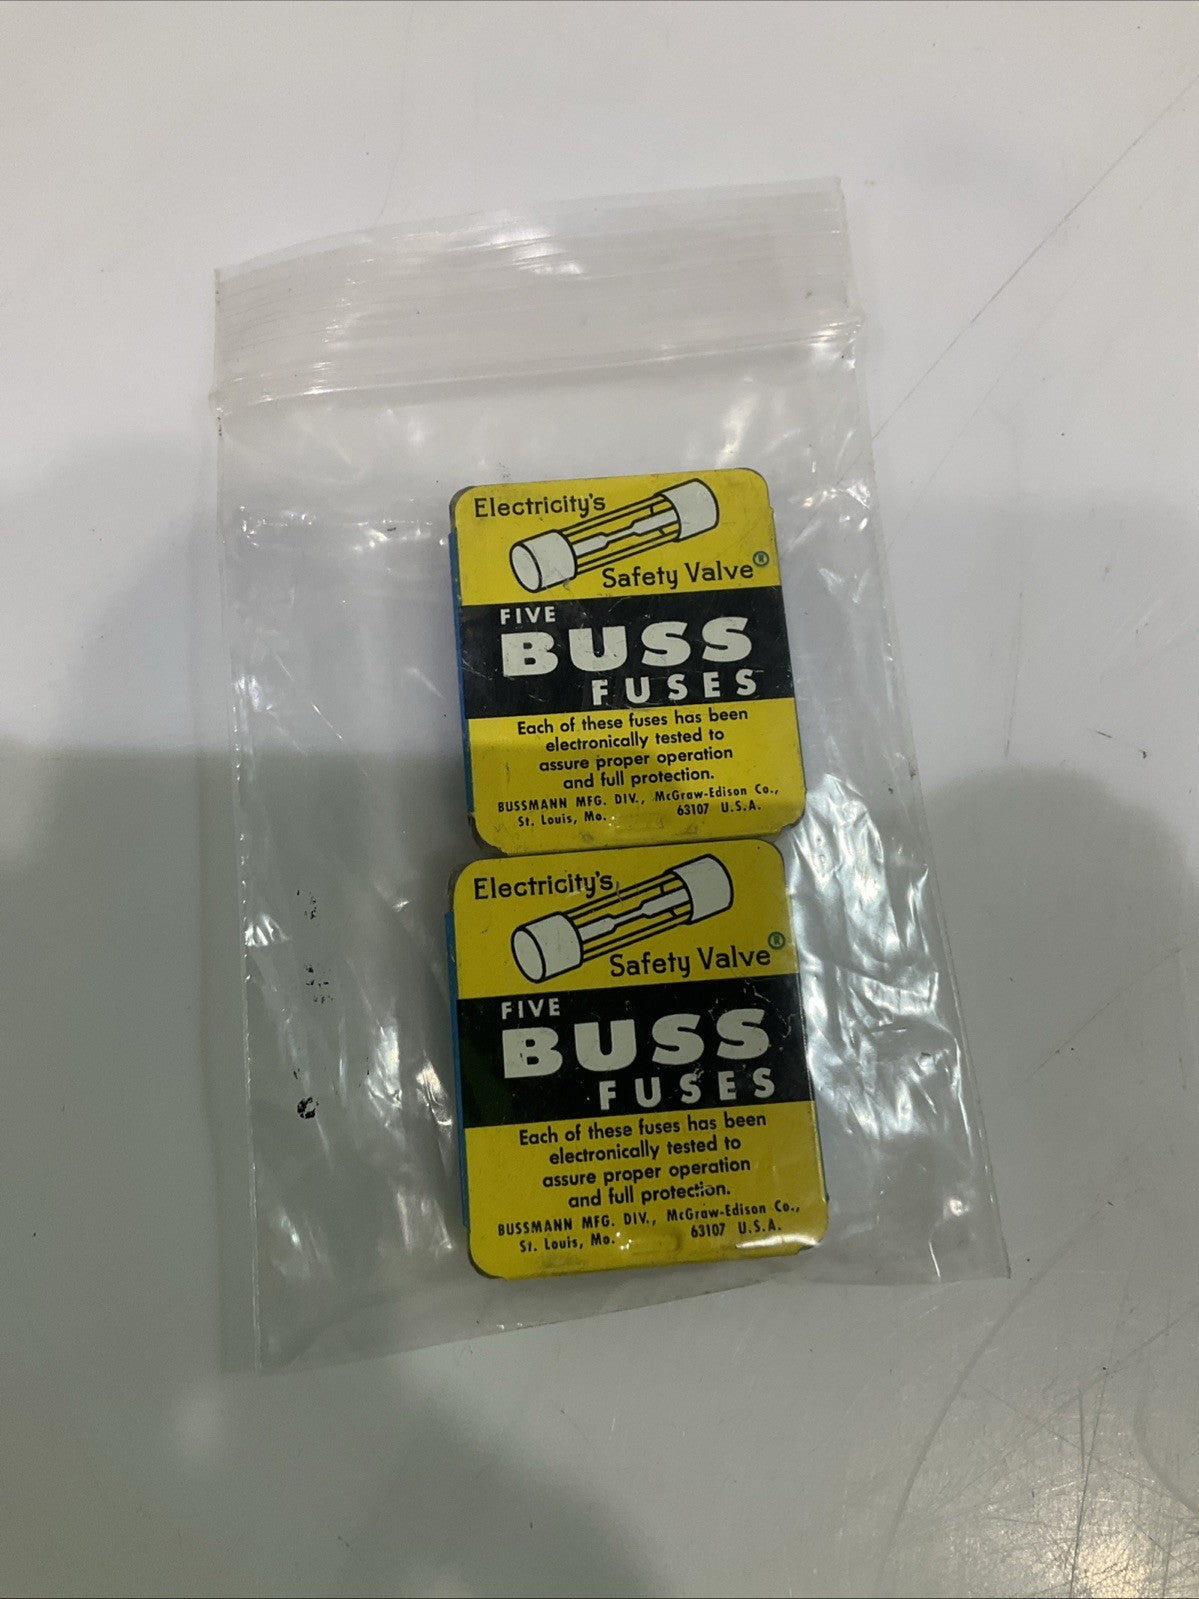 Electricity's
Safety Valve®
FIVE
BUSS
FUSES
Each of these fuses has been
electronically tested to
assure proper operation
and full protection.
BUSSMANN MFG. DIV., McGraw-Edison Co.,
St. Louis, Mo. 63107 U.S.A.
Electricity's
Safety Valve®
FIVE
BUSS
FUSES
Each of these fuses has been
electronically tested to
assure proper operation
and full protection.
BUSSMANN MFG. DIV., McGraw-Edison Co.,
St. Louis, Mo. 63107 U.S.A.